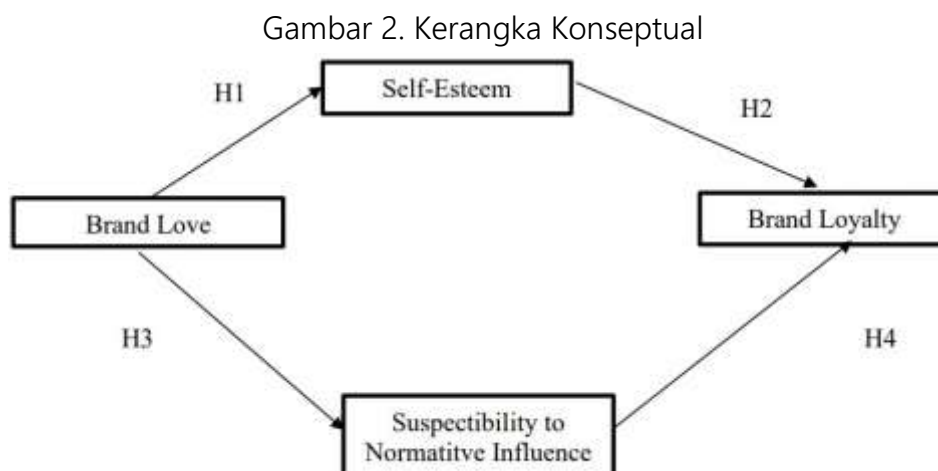 Gambar 2. Kerangka Konseptual
Self-Esteem
H1
H2
Brand Love
Brand Loyalty
H3
H4
Suspectibility to
Normatitve Influence